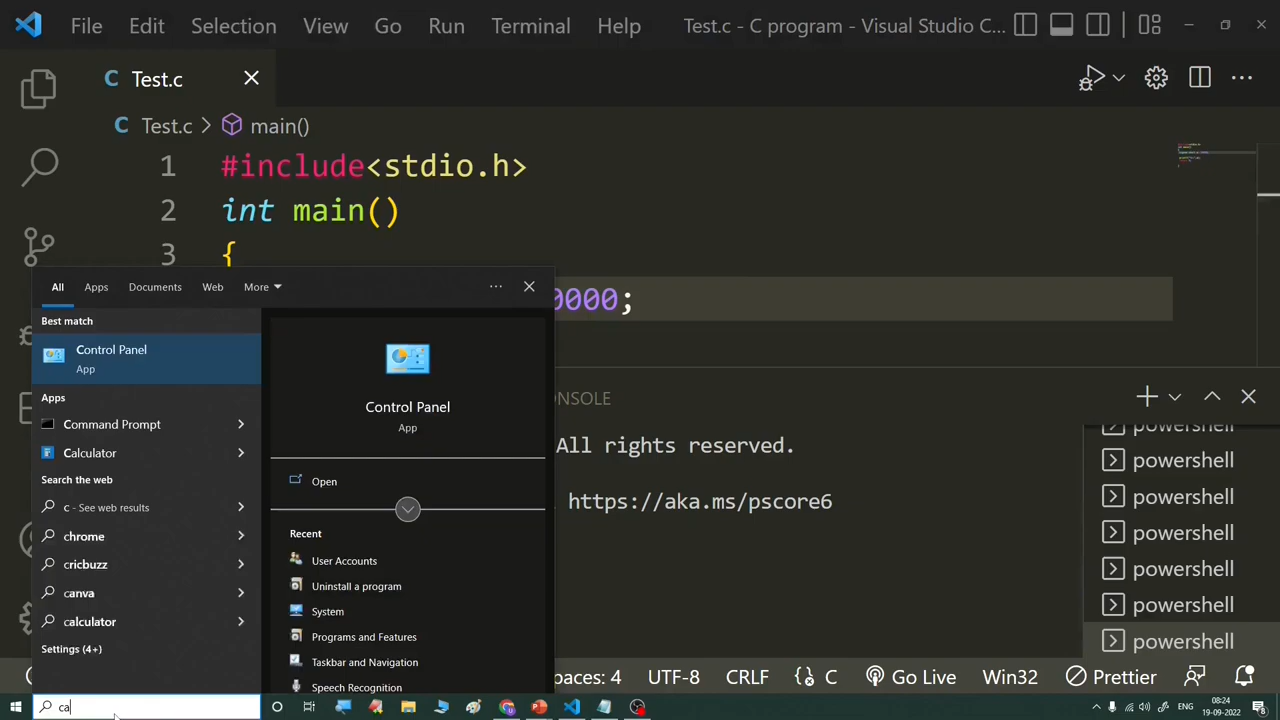 File Edit Selection View Go Run Terminal Help Test.c - C program - Visual Studio C...
C Test.c
C Test.c > main()
1 #include<stdio.h>
2 int main()
3 {
0000;
All Apps Documents Web More
Best match
Control Panel
App
Apps
Command Prompt
Calculator
Search the web
c - See web results
chrome
cricbuzz
canva
calculator
Settings (4+)
Control Panel
App
Open
Recent
User Accounts
Uninstall a program
System
Programs and Features
Taskbar and Navigation
Speech Recognition
ONSOLE
All rights reserved.
https://aka.ms/pscore6
powershell
powershell
powershell
powershell
powershell
powershell
powershell
paces: 4 UTF-8 CRLF {} C Go Live Win32 Prettier
ca
ENG
08:24
19-09-2022
8